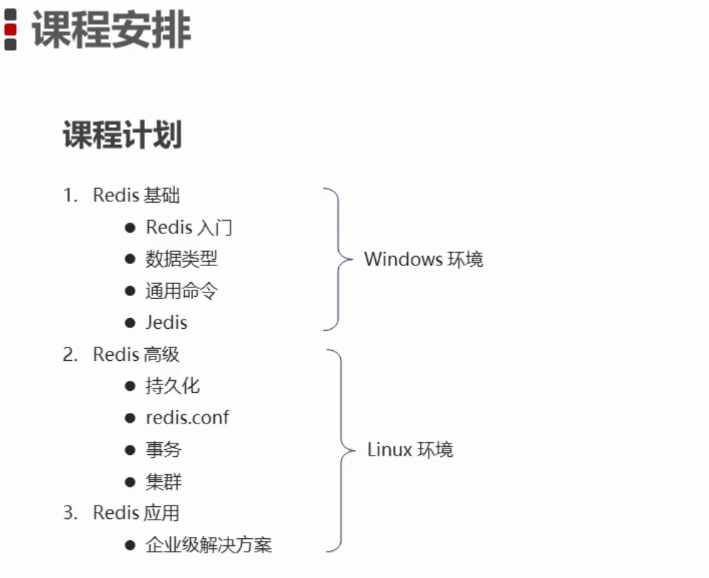 课程安排
课程计划
1. Redis 基础
● Redis 入门
● 数据类型
● 通用命令
● Jedis
Windows 环境
2. Redis 高级
● 持久化
● redis.conf
● 事务
● 集群
3. Redis 应用
● 企业级解决方案
Linux 环境